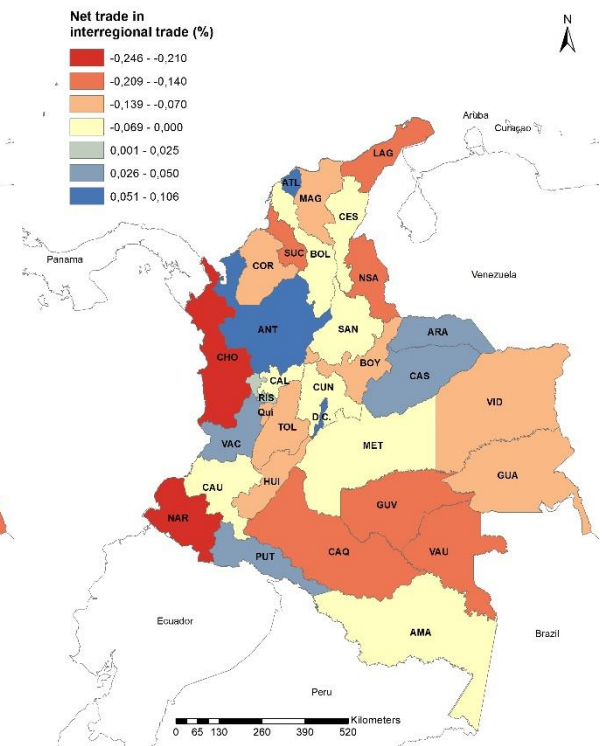 Net trade in
interregional trade (%)
-0,246 - -0,210
-0,209 - -0,140
-0,139 - -0,070
-0,069 - 0,000
0,001 - 0,025
0,026 - 0,050
0,051 - 0,106
N
Aruba
Curaçao
LAG
ATL
MAG
CES
Panama
COR
SUC
BOL
NSA
Venezuela
ANT
SAN
ARA
CHO
BOY
CAS
CAL
CUN
RIS
Qui
D.C.
VID
TOL
VAC
MET
GUA
CAU
HUI
GUV
NAR
CAQ
VAU
PUT
Ecuador
AMA
Brazil
Peru
Kilometers
0 65 130 260 390 520